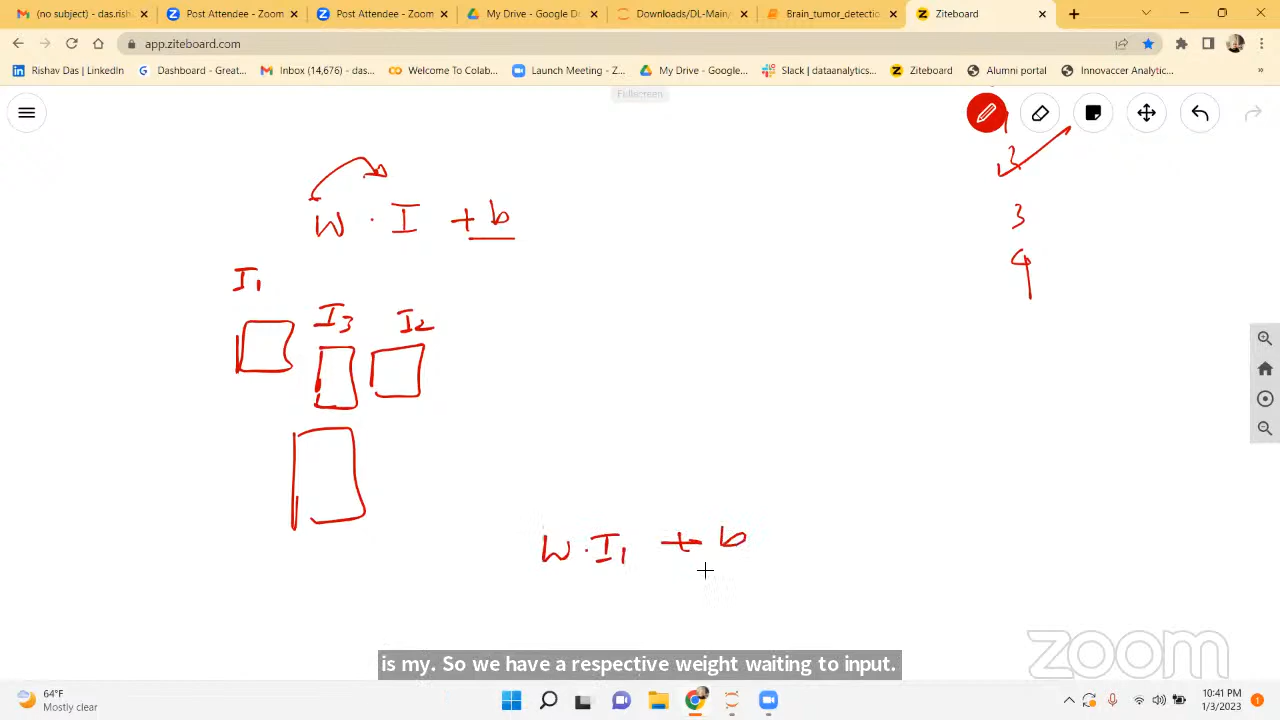 (no subject) - das.rish
Post Attendee - Zoom
Post Attendee - Zoom
My Drive - Google D
Downloads/DL-Main/
Brain_tumor_detectio
Ziteboard
app.ziteboard.com
Rishav Das | LinkedIn
Dashboard - Great...
Inbox (14,676) - das...
Welcome To Colab...
Launch Meeting - Z...
My Drive - Google...
Slack | dataanalytics...
Ziteboard
Alumni portal
Innovaccer Analytic...
Fullscreen
1
3
3
4
W · I + b
I1
I3 I2
W · I1 + b
is my. So we have a respective weight waiting to input.
zoom
64°F
Mostly clear
10:41 PM
1/3/2023
1